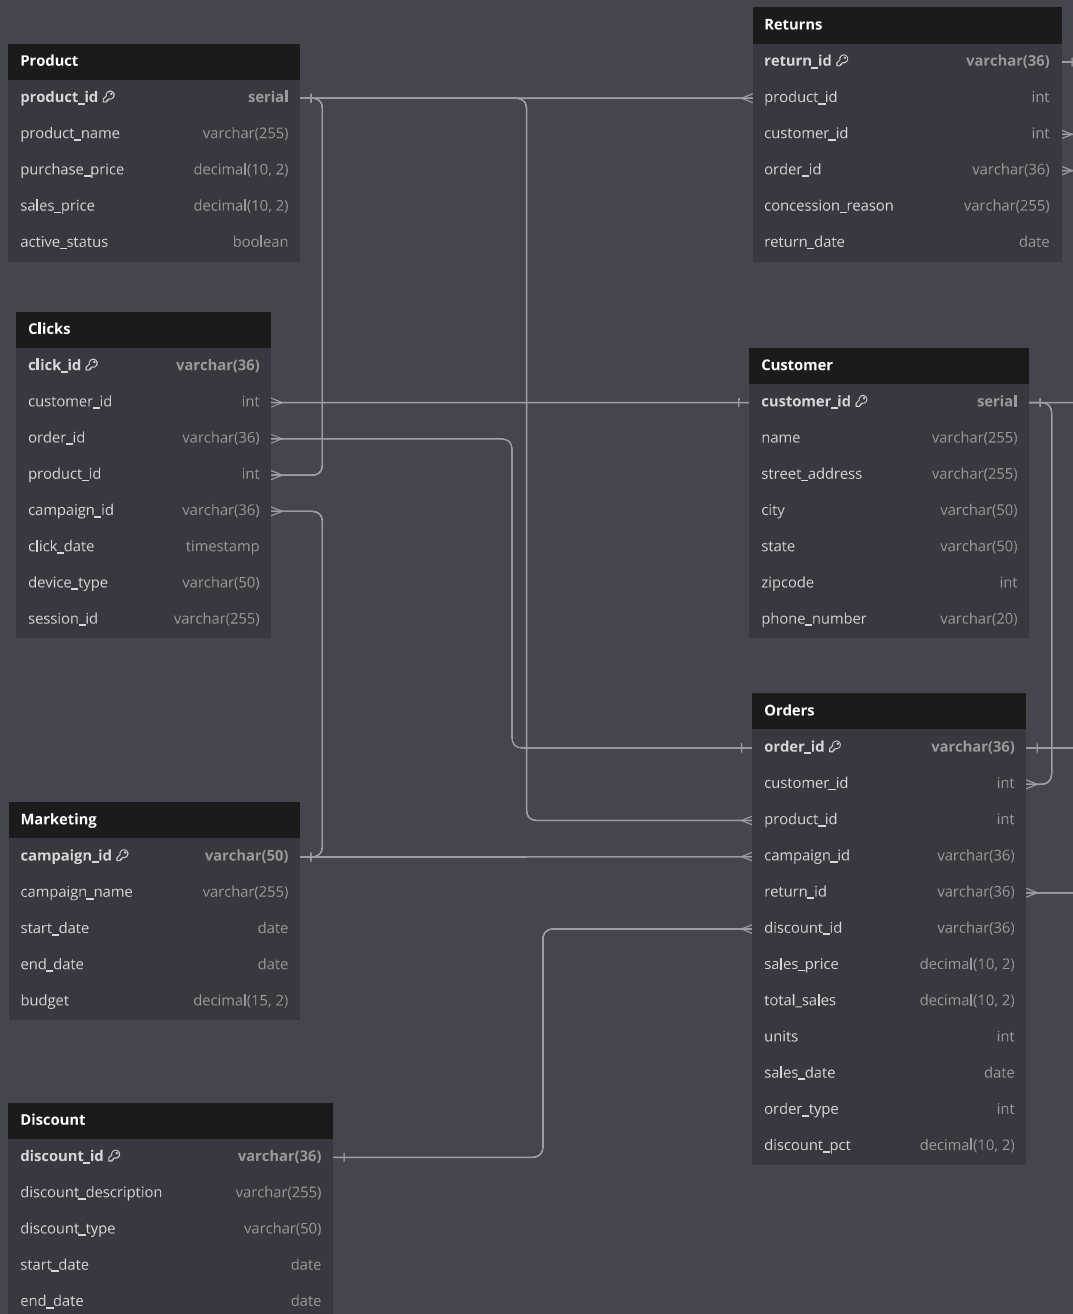 Product
product_id serial
product_name varchar(255)
purchase_price decimal(10, 2)
sales_price decimal(10, 2)
active_status boolean
Clicks
click_id varchar(36)
customer_id int
order_id varchar(36)
product_id int
campaign_id varchar(36)
click_date timestamp
device_type varchar(50)
session_id varchar(255)
Marketing
campaign_id varchar(50)
campaign_name varchar(255)
start_date date
end_date date
budget decimal(15, 2)
Discount
discount_id varchar(36)
discount_description varchar(255)
discount_type varchar(50)
start_date date
end_date date
Returns
return_id varchar(36)
product_id int
customer_id int
order_id varchar(36)
concession_reason varchar(255)
return_date date
Customer
customer_id serial
name varchar(255)
street_address varchar(255)
city varchar(50)
state varchar(50)
zipcode int
phone_number varchar(20)
Orders
order_id varchar(36)
customer_id int
product_id int
campaign_id varchar(36)
return_id varchar(36)
discount_id varchar(36)
sales_price decimal(10, 2)
total_sales decimal(10, 2)
units int
sales_date date
order_type int
discount_pct decimal(10, 2)